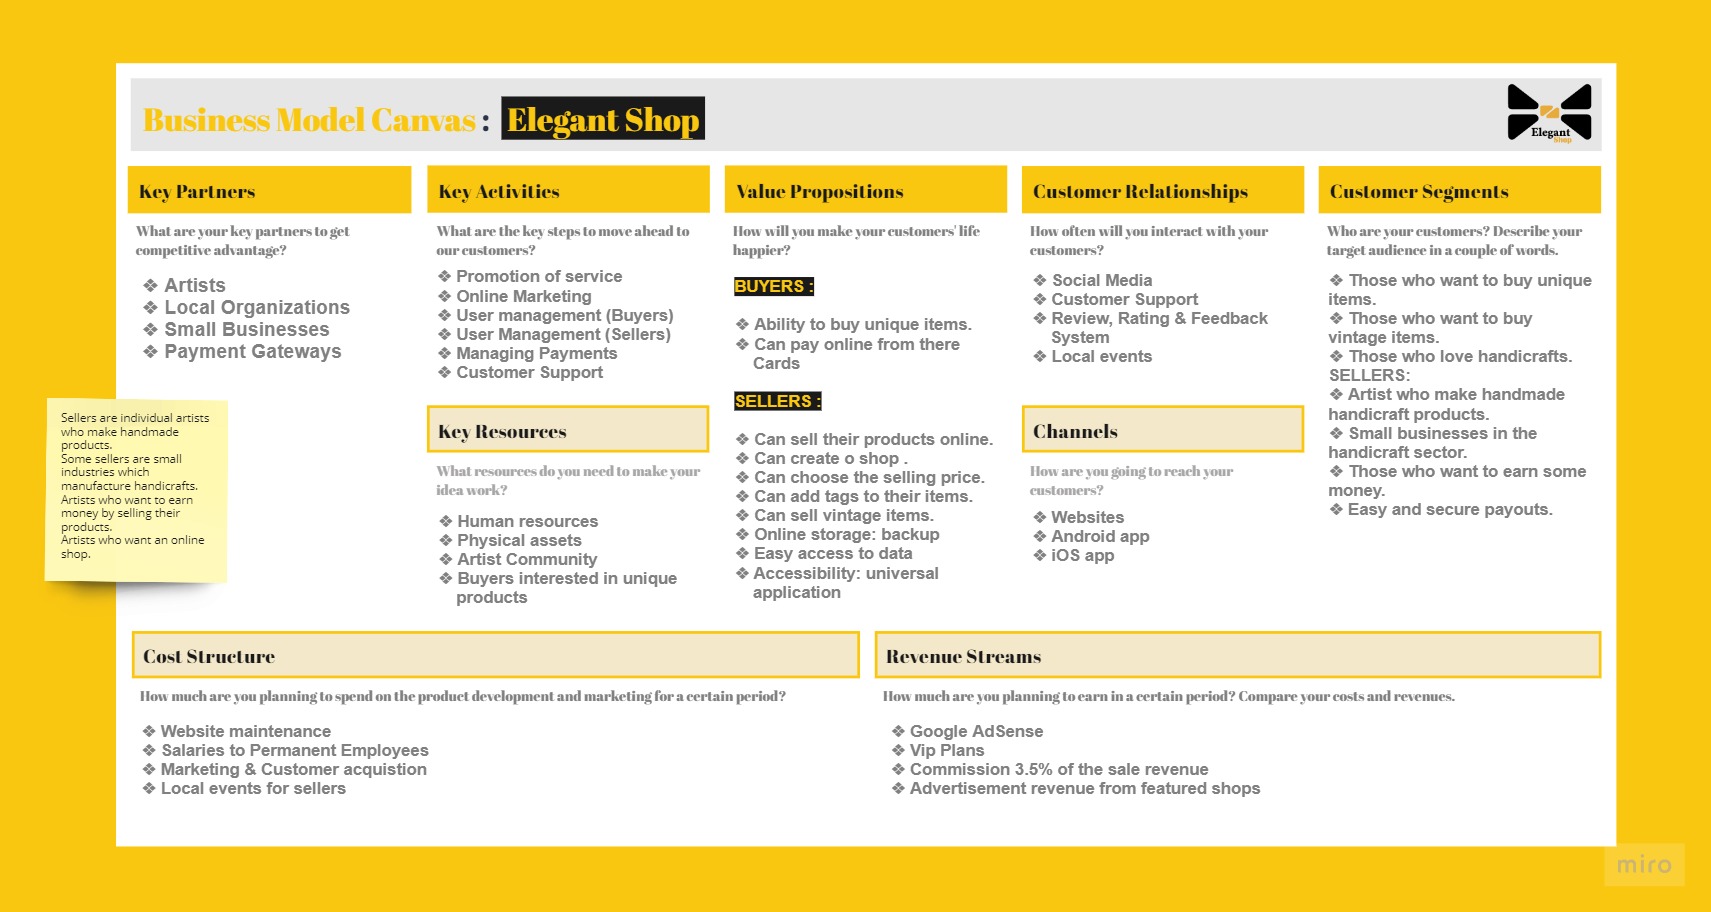 Business Model Canvas : Elegant Shop
Elegant
Shop
Key Partners
What are your key partners to get
competitive advantage?
❖ Artists
❖ Local Organizations
❖ Small Businesses
❖ Payment Gateways
Sellers are individual artists
who make handmade
products.
Some sellers are small
industries which
manufacture handicrafts.
Artists who want to earn
money by selling their
products.
Artists who want an online
shop.
Key Activities
What are the key steps to move ahead to
our customers?
❖ Promotion of service
❖ Online Marketing
❖ User management (Buyers)
❖ User Management (Sellers)
❖ Managing Payments
❖ Customer Support
Key Resources
What resources do you need to make your
idea work?
❖ Human resources
❖ Physical assets
❖ Artist Community
❖ Buyers interested in unique
products
Value Propositions
How will you make your customers' life
happier?
BUYERS :
❖ Ability to buy unique items.
❖ Can pay online from there
Cards
SELLERS :
❖ Can sell their products online.
❖ Can create o shop .
❖ Can choose the selling price.
❖ Can add tags to their items.
❖ Can sell vintage items.
❖ Online storage: backup
❖ Easy access to data
❖ Accessibility: universal
application
Customer Relationships
How often will you interact with your
customers?
❖ Social Media
❖ Customer Support
❖ Review, Rating & Feedback
System
❖ Local events
Channels
How are you going to reach your
customers?
❖ Websites
❖ Android app
❖ iOS app
Customer Segments
Who are your customers? Describe your
target audience in a couple of words.
❖ Those who want to buy unique
items.
❖ Those who want to buy
vintage items.
❖ Those who love handicrafts.
SELLERS:
❖ Artist who make handmade
handicraft products.
❖ Small businesses in the
handicraft sector.
❖ Those who want to earn some
money.
❖ Easy and secure payouts.
Cost Structure
How much are you planning to spend on the product development and marketing for a certain period?
❖ Website maintenance
❖ Salaries to Permanent Employees
❖ Marketing & Customer acquistion
❖ Local events for sellers
Revenue Streams
How much are you planning to earn in a certain period? Compare your costs and revenues.
❖ Google AdSense
❖ Vip Plans
❖ Commission 3.5% of the sale revenue
❖ Advertisement revenue from featured shops
miro